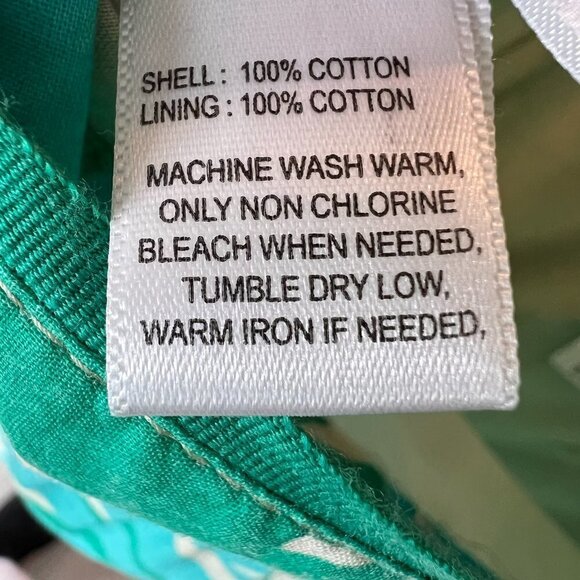 SHELL : 100% COTTON
LINING : 100% COTTON
MACHINE WASH WARM,
ONLY NON CHLORINE
BLEACH WHEN NEEDED,
TUMBLE DRY LOW,
WARM IRON IF NEEDED,